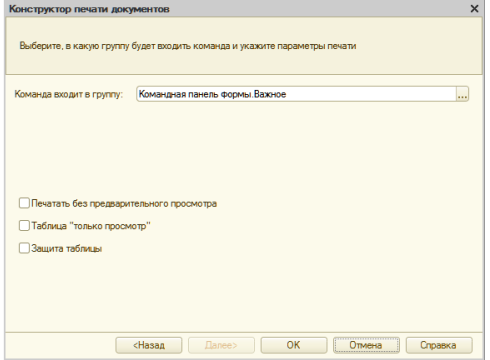 Конструктор печати документов
Выберите, в какую группу будет входить команда и укажите параметры печати
Команда входит в группу: Командная панель формы.Важное ...
Печатать без предварительного просмотра
Таблица "только просмотр"
Защита таблицы
<Назад Далее> ОК Отмена Справка